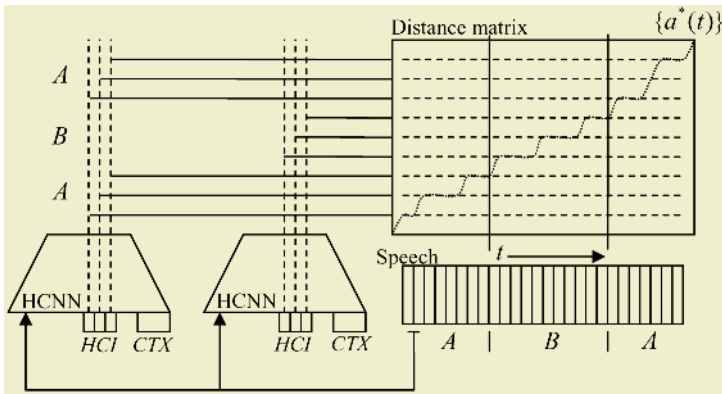 Distance matrix {a*(t)}
A
B
A
Speech t
HCNN HCNN
HCI CTX HCI CTX A | B | A